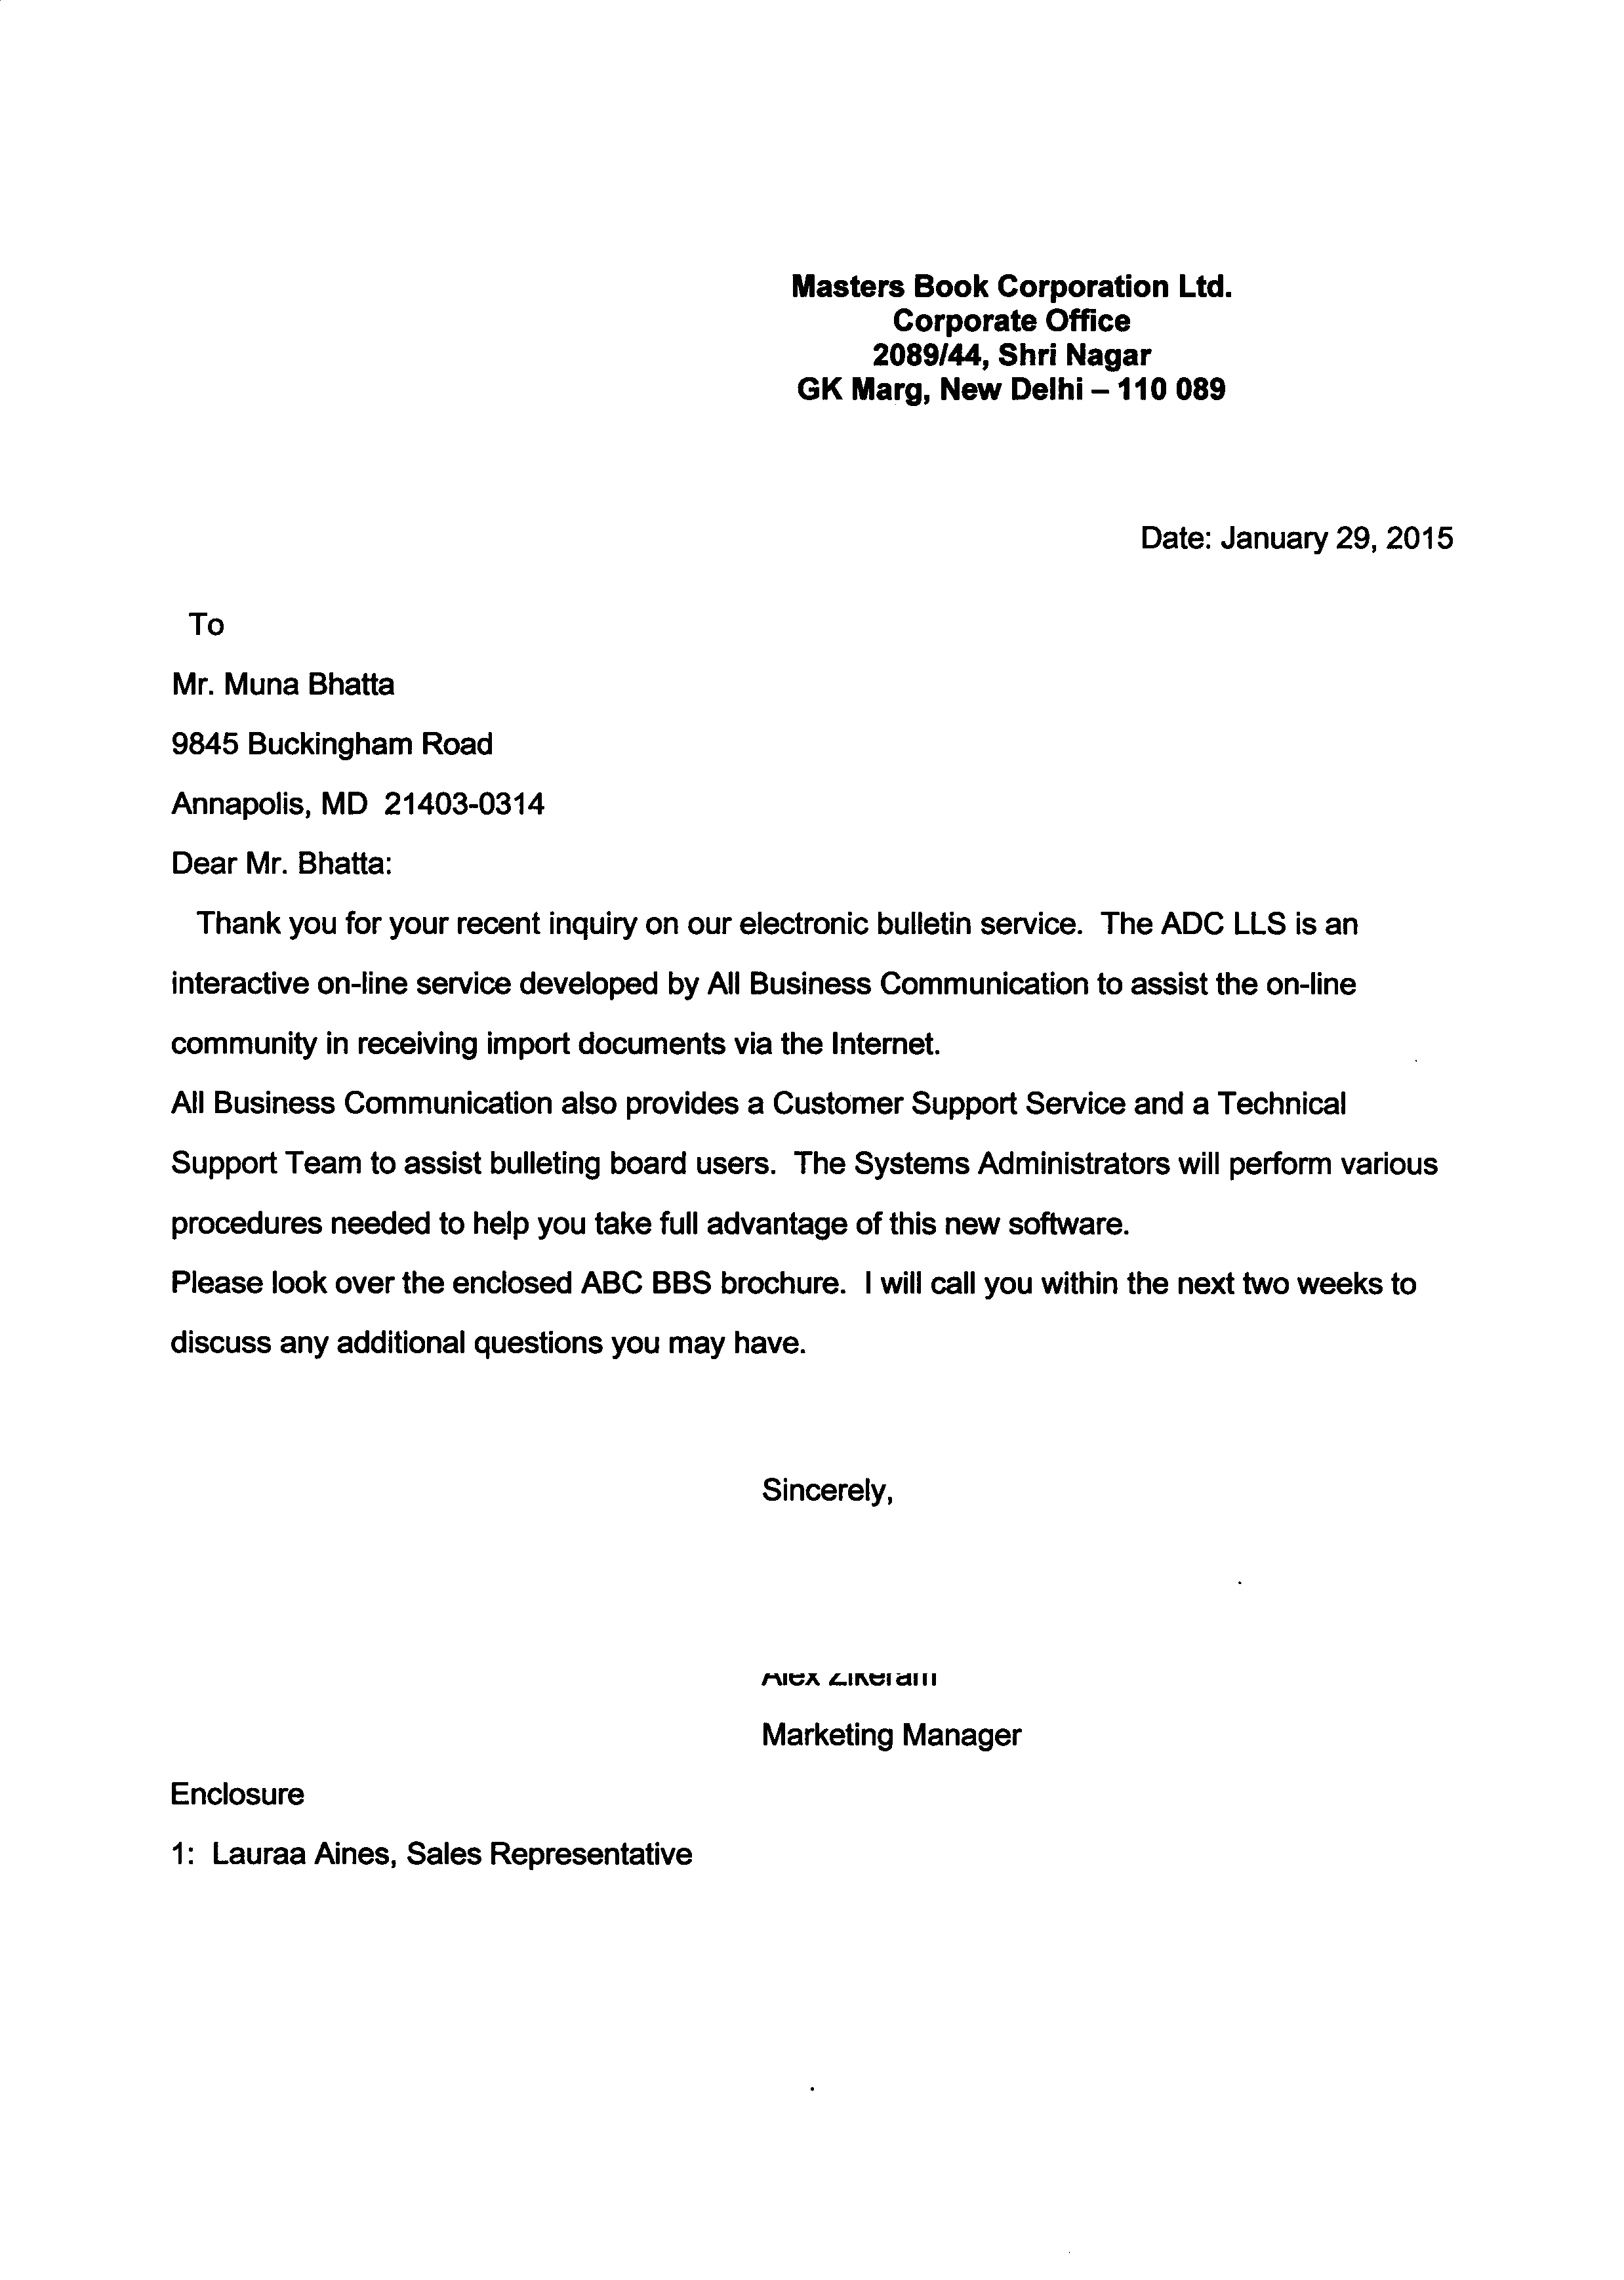 Masters Book Corporation Ltd.
Corporate Office
2089/44, Shri Nagar
GK Marg, New Delhi – 110 089
Date: January 29, 2015
To
Mr. Muna Bhatta
9845 Buckingham Road
Annapolis, MD  21403-0314
Dear Mr. Bhatta:
Thank you for your recent inquiry on our electronic bulletin service.  The ADC LLS is an
interactive on-line service developed by All Business Communication to assist the on-line
community in receiving import documents via the Internet.
All Business Communication also provides a Customer Support Service and a Technical
Support Team to assist bulleting board users.  The Systems Administrators will perform various
procedures needed to help you take full advantage of this new software.
Please look over the enclosed ABC BBS brochure.  I will call you within the next two weeks to
discuss any additional questions you may have.
Sincerely,
Alex
Marketing Manager
Enclosure
1:  Lauraa Aines, Sales Representative